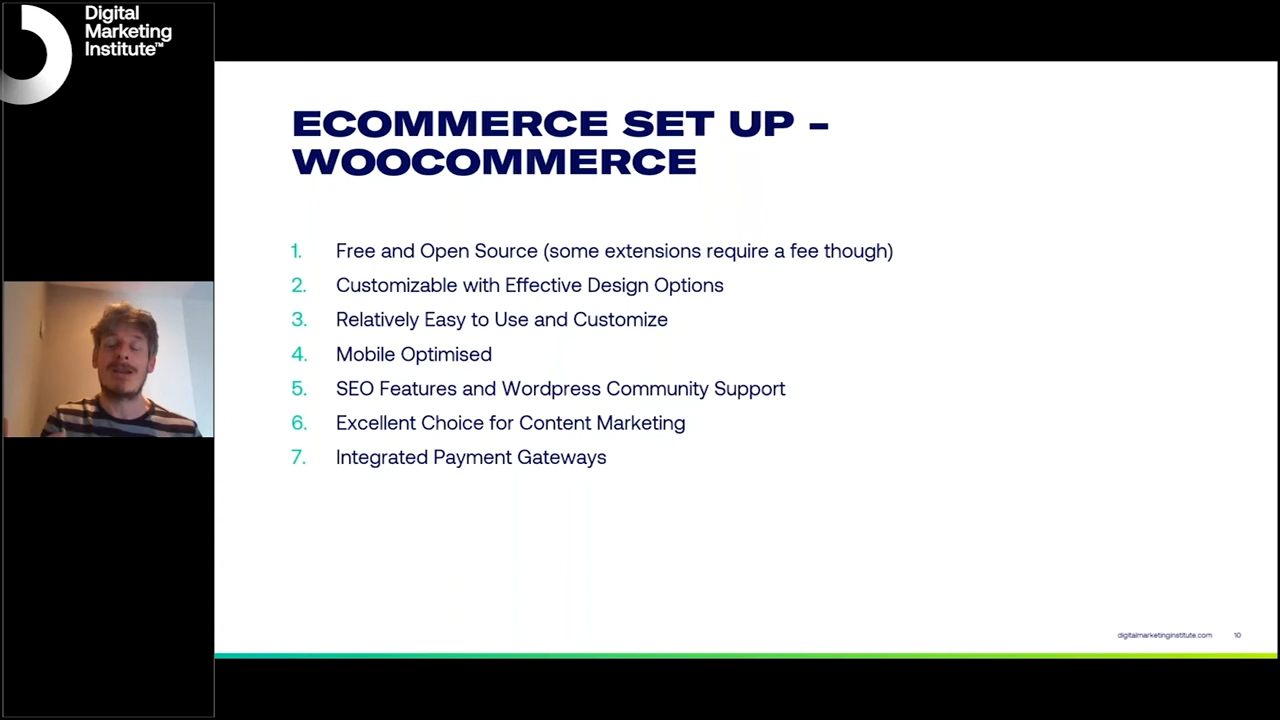 Digital
Marketing
Institute™
ECOMMERCE SET UP –
WOOCOMMERCE
1. Free and Open Source (some extensions require a fee though)
2. Customizable with Effective Design Options
3. Relatively Easy to Use and Customize
4. Mobile Optimised
5. SEO Features and Wordpress Community Support
6. Excellent Choice for Content Marketing
7. Integrated Payment Gateways
digitalmarketinginstitute.com 10